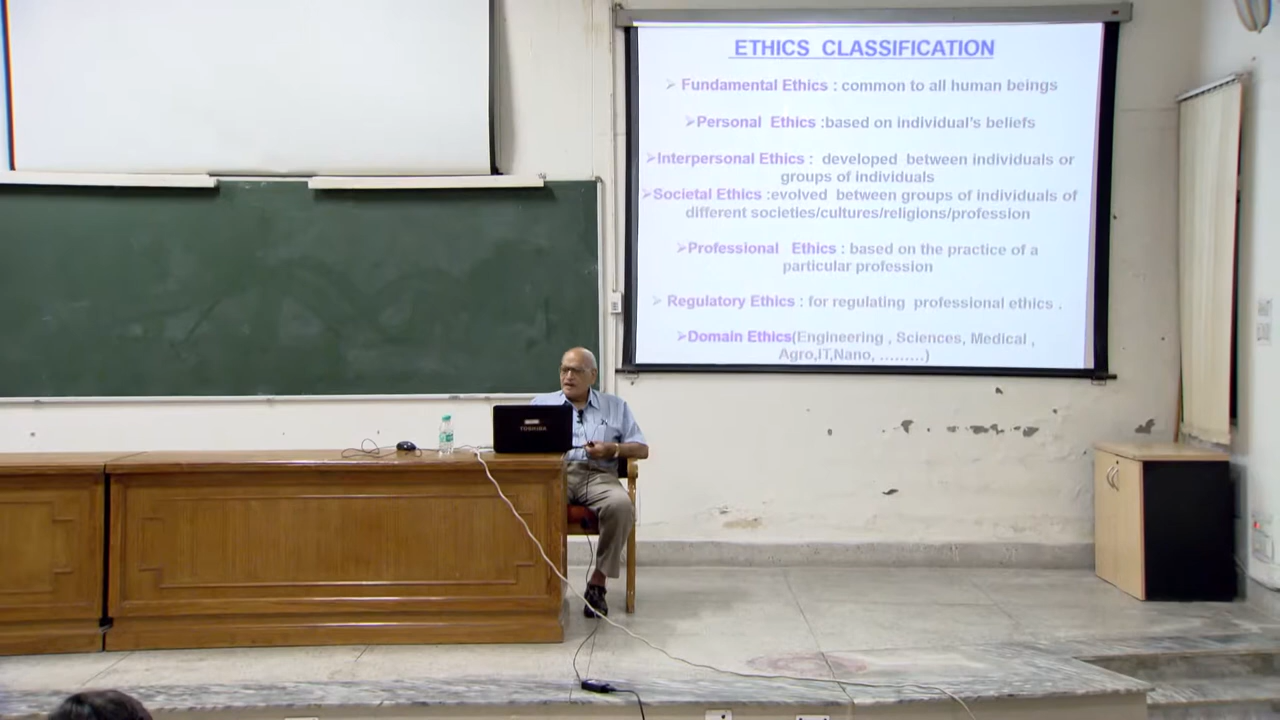 ETHICS CLASSIFICATION
➢ Fundamental Ethics : common to all human beings
➢Personal Ethics :based on individual's beliefs
➢Interpersonal Ethics : developed between individuals or
groups of individuals
➢Societal Ethics :evolved between groups of individuals of
different societies/cultures/religions/profession
➢Professional Ethics : based on the practice of a
particular profession
➢ Regulatory Ethics : for regulating professional ethics .
➢Domain Ethics(Engineering , Sciences, Medical ,
Agro,IT,Nano, .........)
TOSHIBA